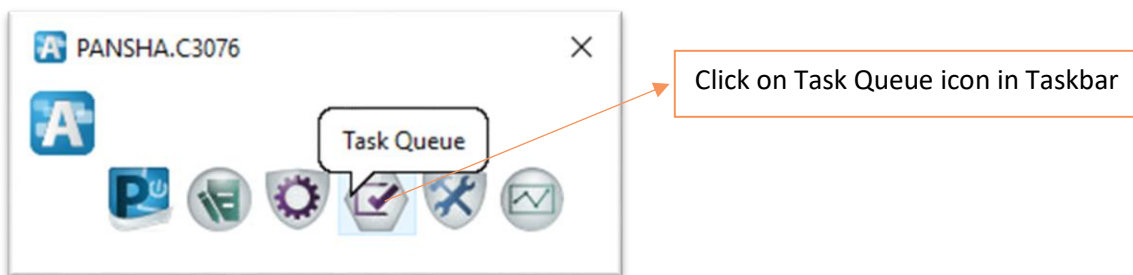 PANSHA.C3076
A
Task Queue
P
Click on Task Queue icon in Taskbar